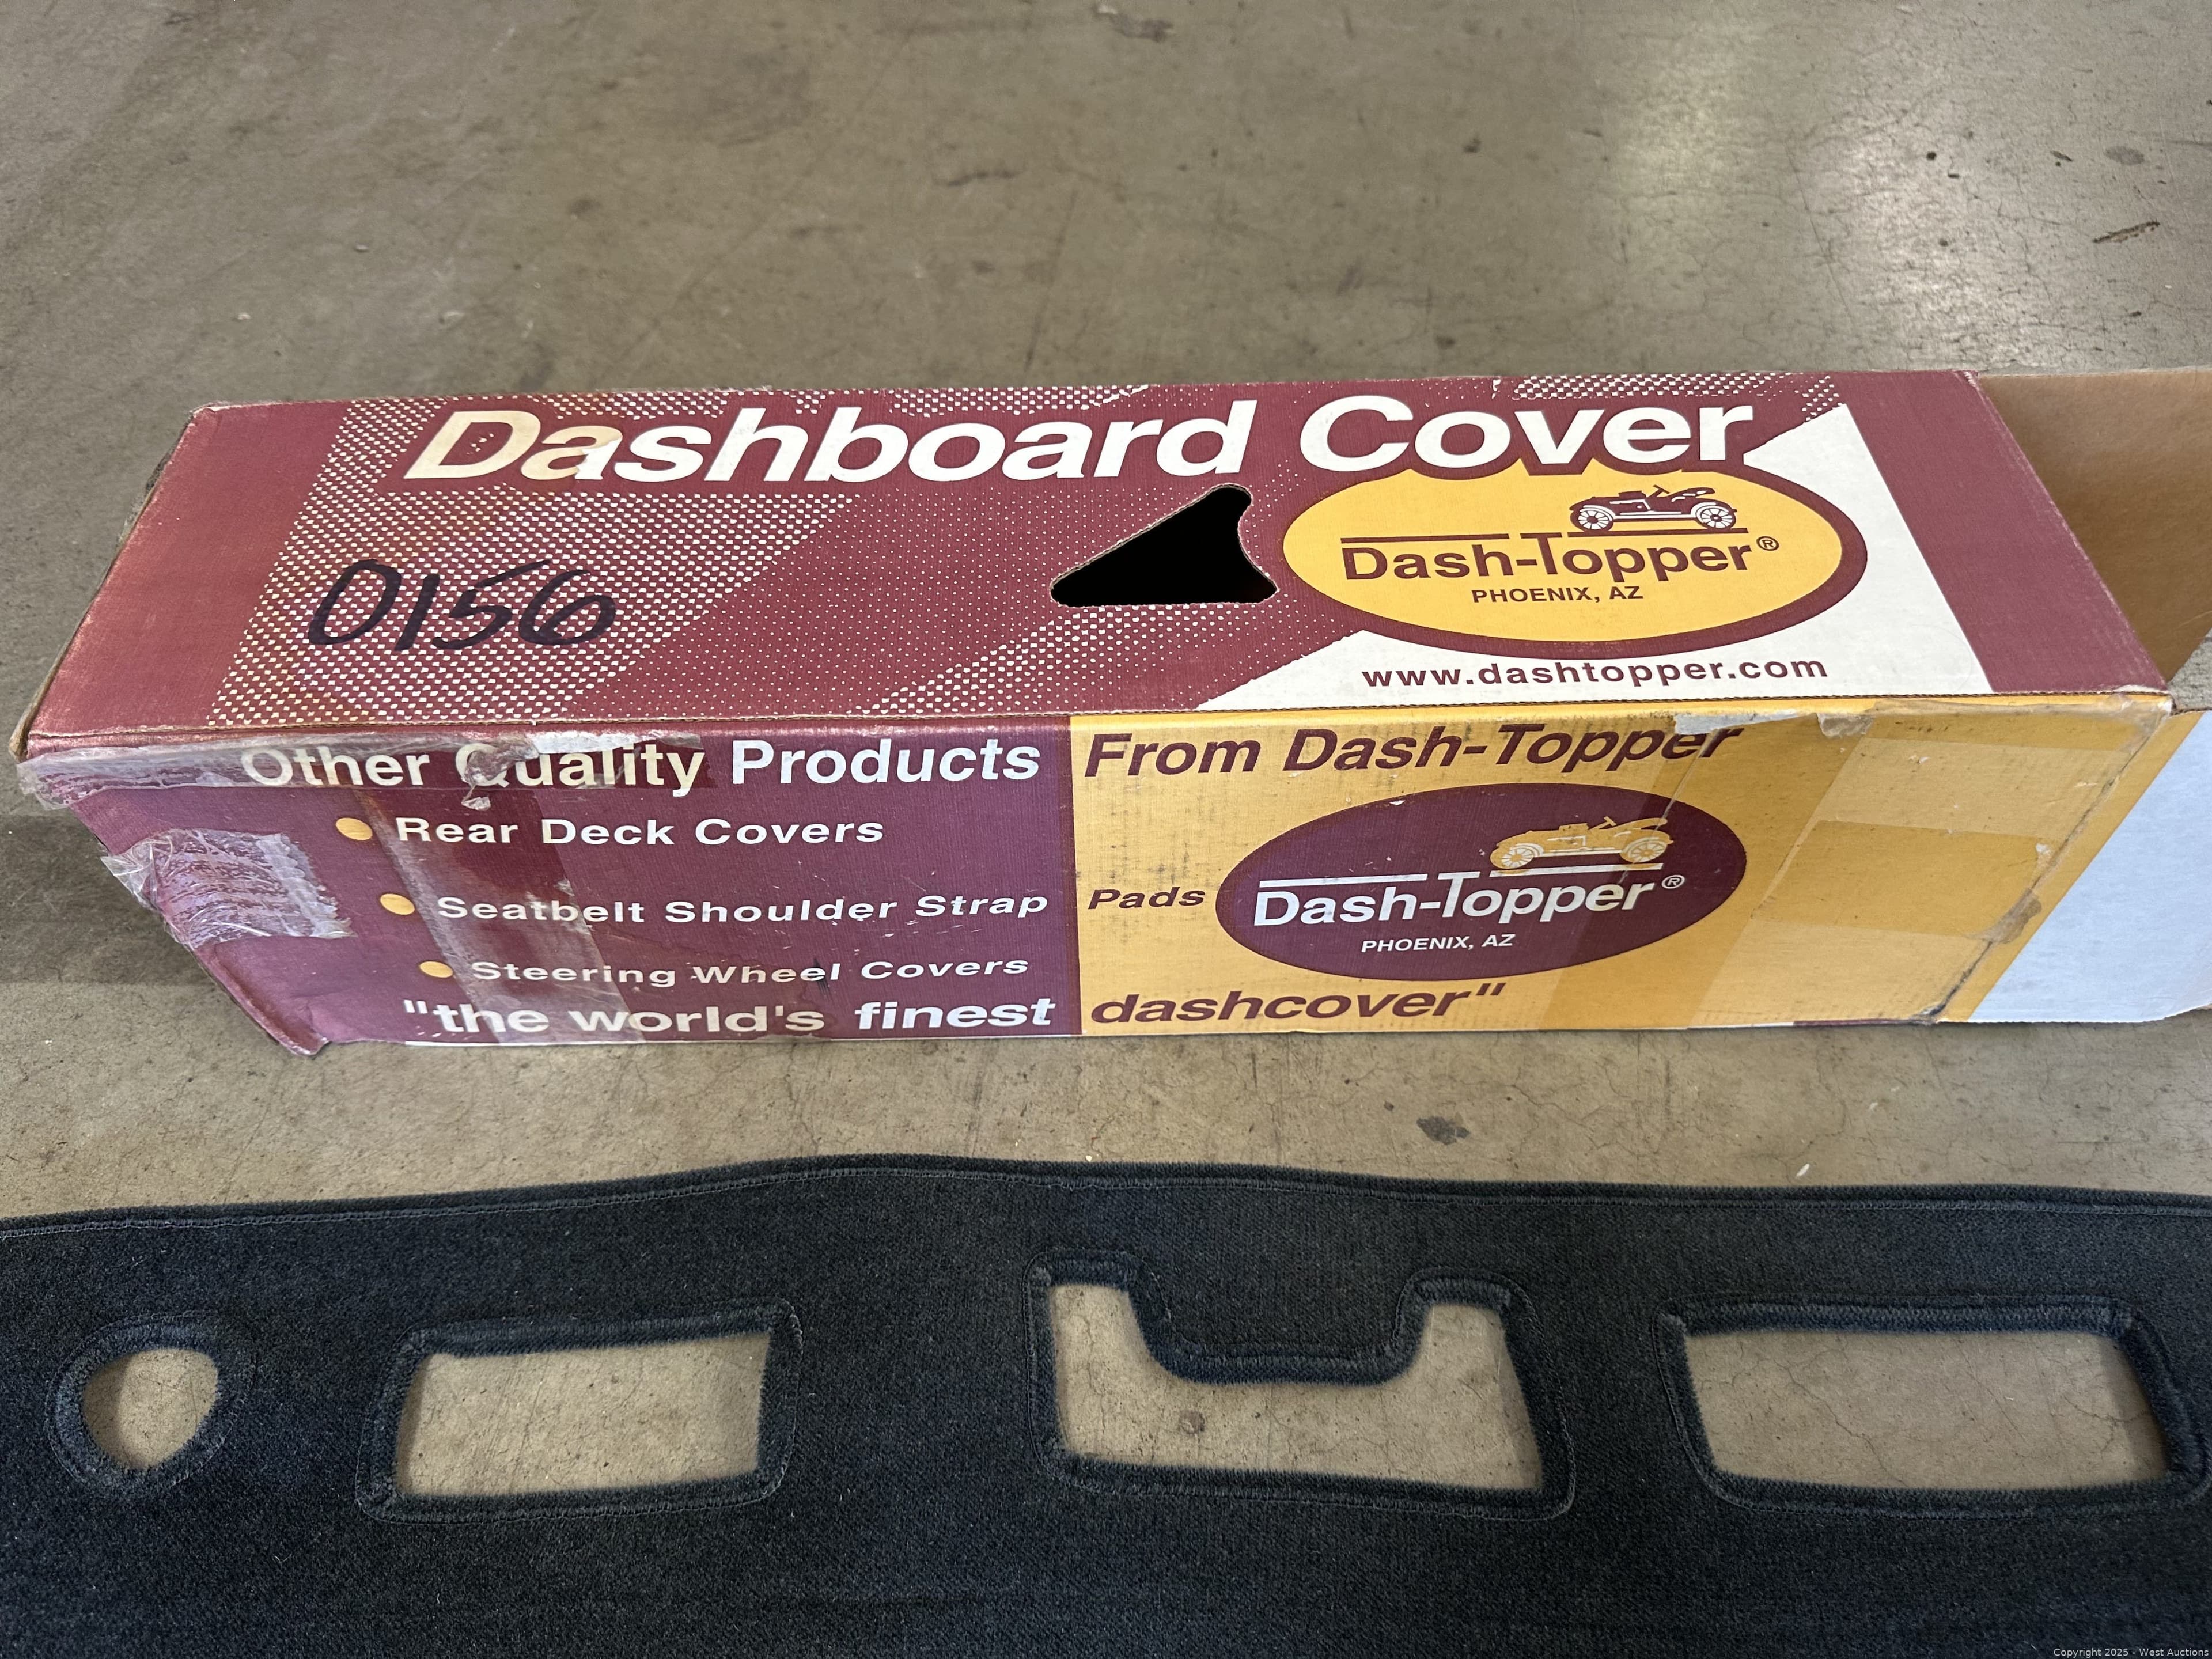 Dashboard Cover
Dash-Topper®
PHOENIX, AZ
0156
www.dashtopper.com
Other Quality Products From Dash-Topper
Rear Deck Covers
Seatbelt Shoulder Strap Pads
Dash-Topper®
PHOENIX, AZ
Steering Wheel Covers
"the world's finest dashcover"
Copyright 2025 - West Auctions